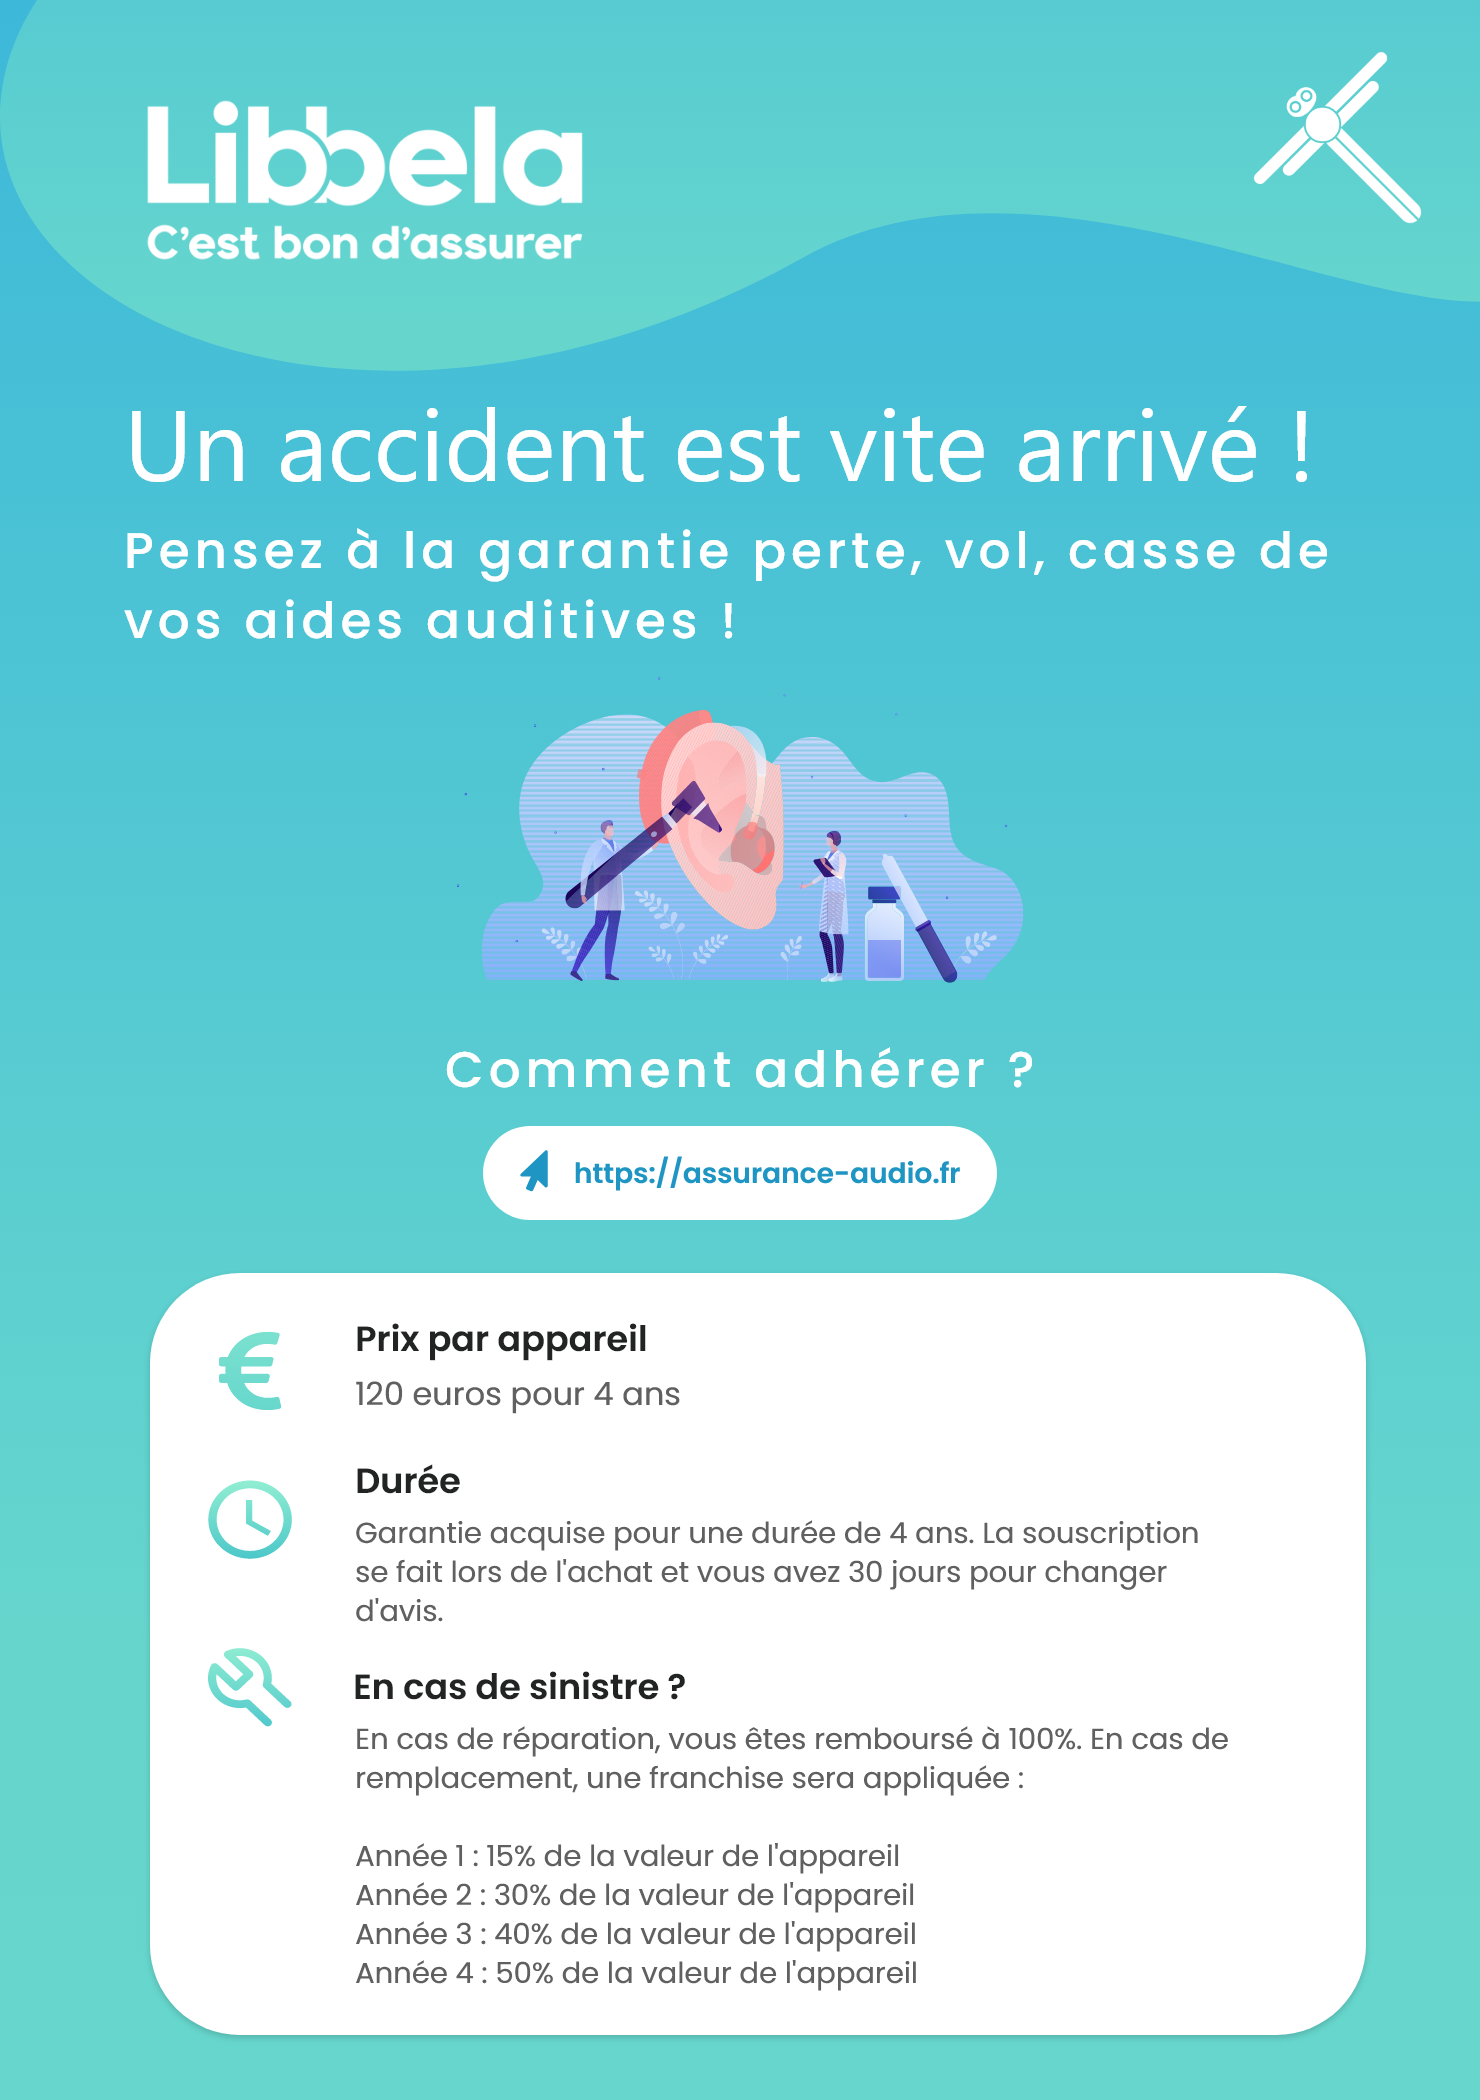 Libbela
C'est bon d'assurer
Un accident est vite arrivé !
Pensez à la garantie perte, vol, casse de
vos aides auditives !
Comment adhérer ?
https://assurance-audio.fr
€
Prix par appareil
120 euros pour 4 ans
Durée
Garantie acquise pour une durée de 4 ans. La souscription
se fait lors de l'achat et vous avez 30 jours pour changer
d'avis.
En cas de sinistre ?
En cas de réparation, vous êtes remboursé à 100%. En cas de
remplacement, une franchise sera appliquée :
Année 1 : 15% de la valeur de l'appareil
Année 2 : 30% de la valeur de l'appareil
Année 3 : 40% de la valeur de l'appareil
Année 4 : 50% de la valeur de l'appareil